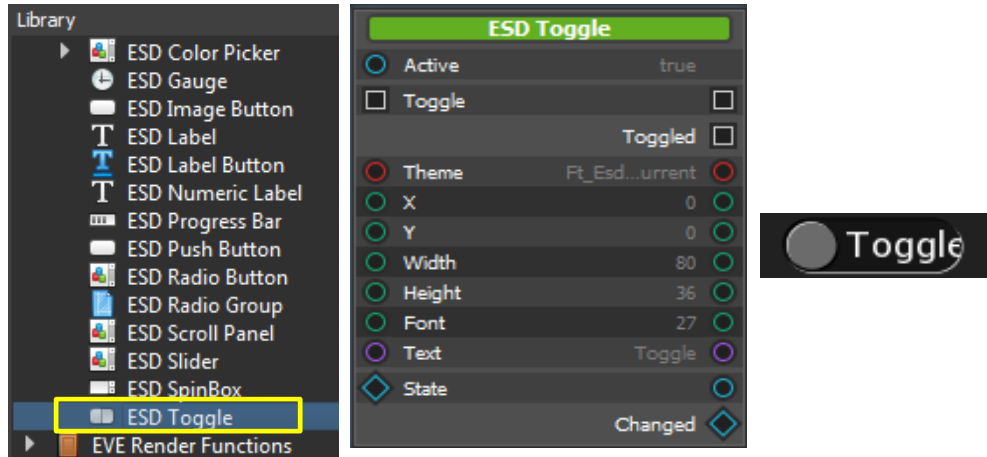 Library
ESD Color Picker
ESD Gauge
ESD Image Button
ESD Label
ESD Label Button
ESD Numeric Label
ESD Progress Bar
ESD Push Button
ESD Radio Button
ESD Radio Group
ESD Scroll Panel
ESD Slider
ESD SpinBox
ESD Toggle
EVE Render Functions
ESD Toggle
Active true
Toggle
Toggled
Theme Ft_Esd...urrent
X 0
Y 0
Width 80
Height 36
Font 27
Text Toggle
State
Changed
Toggle